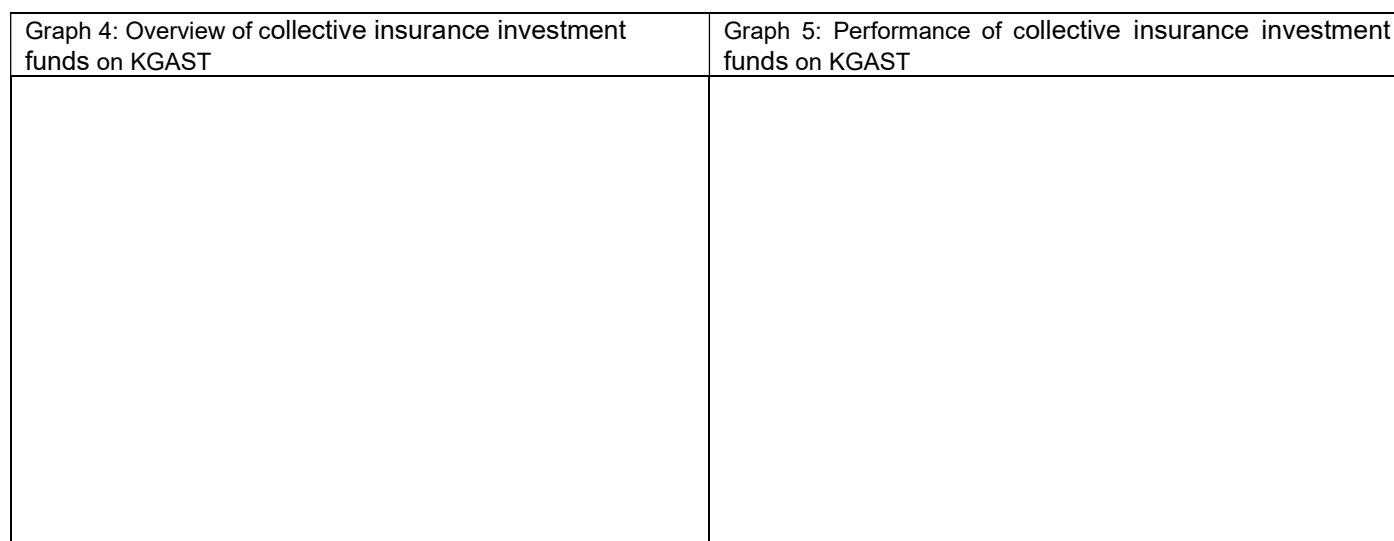 Graph 4: Overview of collective insurance investment
funds on KGAST
Graph 5: Performance of collective insurance investment
funds on KGAST